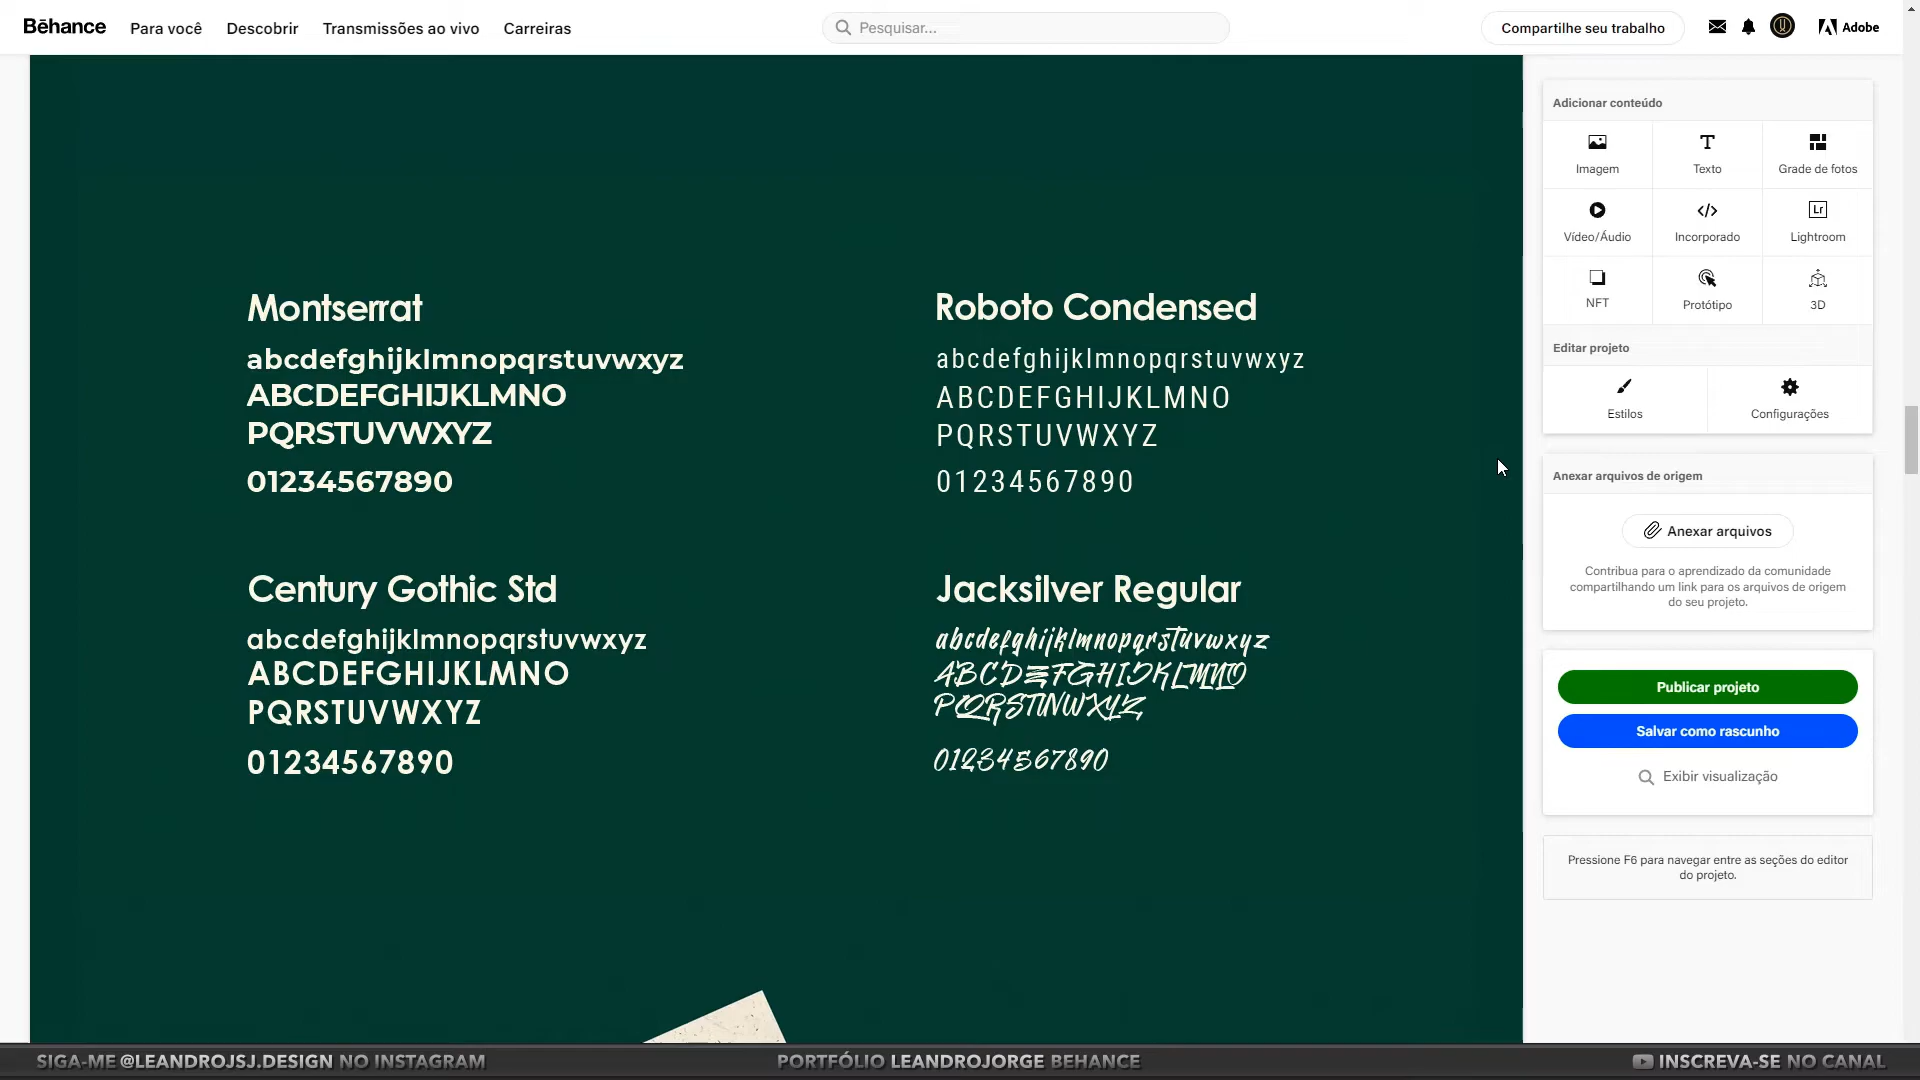 Bēhance
Para você
Descobrir
Transmissões ao vivo
Carreiras
Pesquisar...
Compartilhe seu trabalho
Adobe
Montserrat
abcdefghijklmnopqrstuvwxyz
ABCDEFGHIJKLMNO
PQRSTUVWXYZ
01234567890
Roboto Condensed
abcdefghijklmnopqrstuvwxyz
ABCDEFGHIJKLMNO
PQRSTUVWXYZ
01234567890
Century Gothic Std
abcdefghijklmnopqrstuvwxyz
ABCDEFGHIJKLMNO
PQRSTUVWXYZ
01234567890
Jacksilver Regular
abcdefghijklmnopqrstuvwxyz
ABCDEFGHIJKLMNO
PQRSTUVWXYZ
01234567890
Adicionar conteúdo
Imagem
Texto
Grade de fotos
Vídeo/Áudio
Incorporado
Lr
Lightroom
NFT
Protótipo
3D
Editar projeto
Estilos
Configurações
Anexar arquivos de origem
Anexar arquivos
Contribua para o aprendizado da comunidade
compartilhando um link para os arquivos de origem
do seu projeto.
Publicar projeto
Salvar como rascunho
Exibir visualização
Pressione F6 para navegar entre as seções do editor
do projeto.
SIGA-ME @LEANDROJSJ.DESIGN NO INSTAGRAM
PORTFÓLIO LEANDROJORGE BEHANCE
INSCREVA-SE NO CANAL